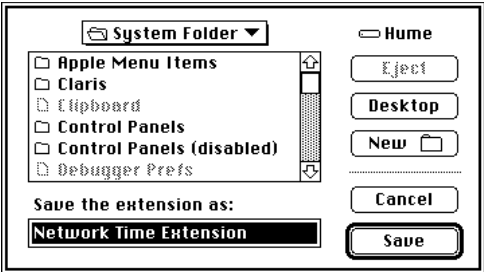 System Folder
Hume
Apple Menu Items
Claris
Clipboard
Control Panels
Control Panels (disabled)
Debugger Prefs
Eject
Desktop
New
Save the extension as:
Network Time Extension
Cancel
Save